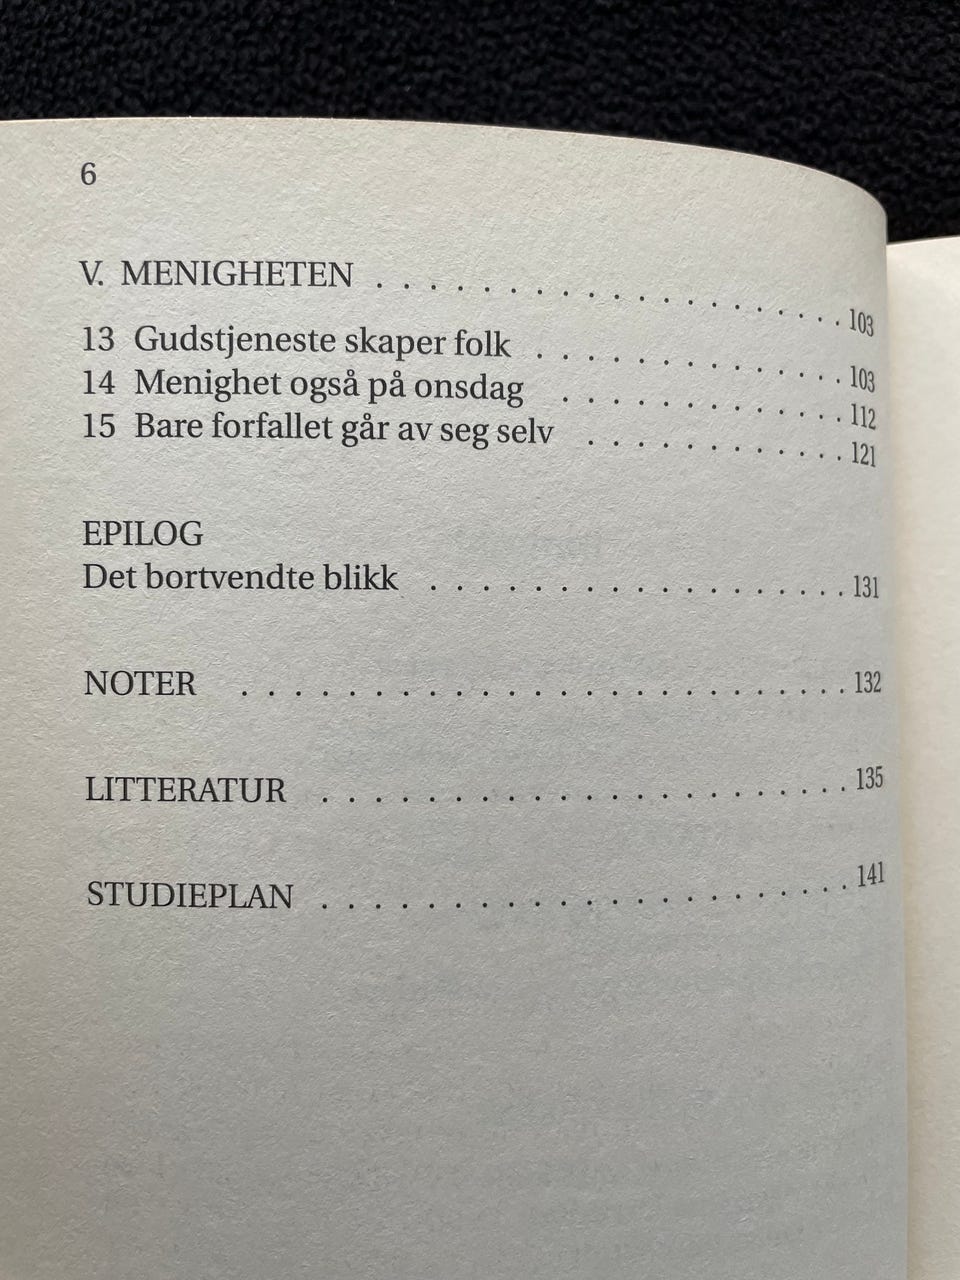 6
V. MENIGHETEN . . . . . . . . . . . . . . . . . . 103
13 Gudstjeneste skaper folk . . . . . . . . . . . . 103
14 Menighet også på onsdag . . . . . . . . . . . 112
15 Bare forfallet går av seg selv . . . . . . . . . . 121
EPILOG
Det bortvendte blikk . . . . . . . . . . . . . . . . 131
NOTER . . . . . . . . . . . . . . . . . . . . . . . 132
LITTERATUR . . . . . . . . . . . . . . . . . . . . 135
STUDIEPLAN . . . . . . . . . . . . . . . . . . . . 141